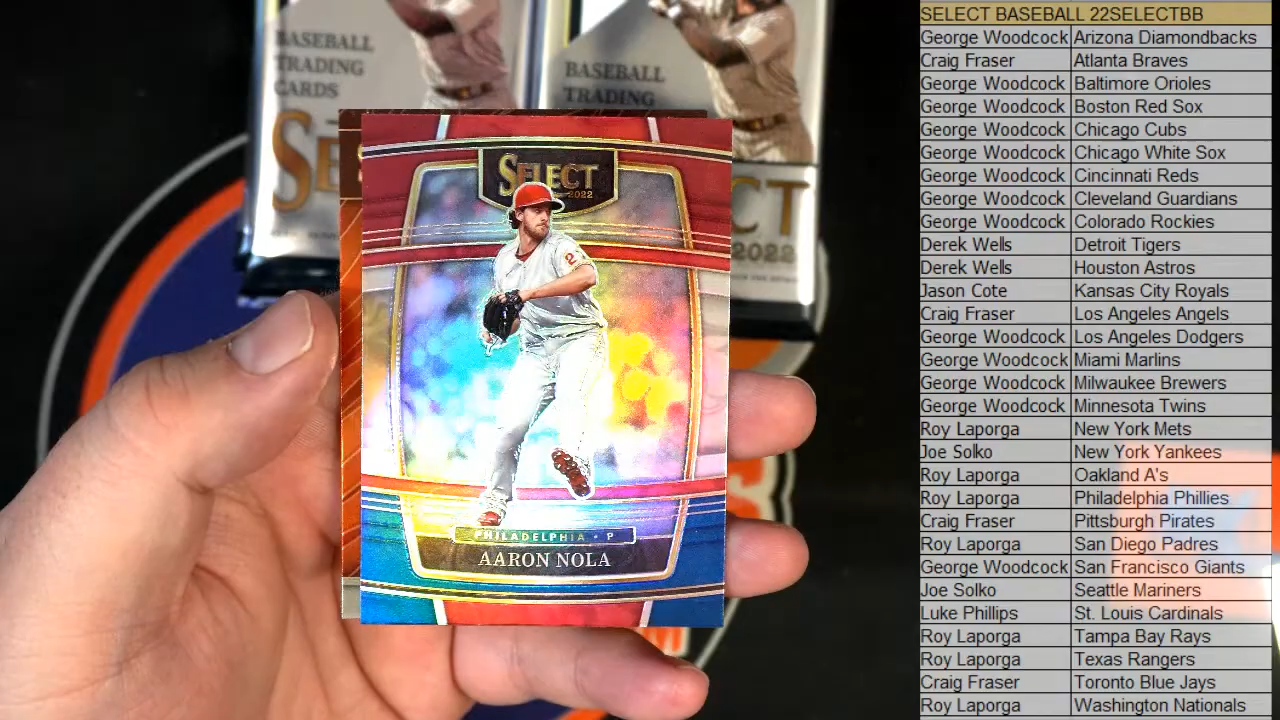 BASEBALL
TRADING
CARDS
BASEBALL
TRADING
SELECT
2022
2
PHILADELPHIA • P
AARON NOLA
2022
SELECT BASEBALL 22SELECTBB
George Woodcock Arizona Diamondbacks
Craig Fraser Atlanta Braves
George Woodcock Baltimore Orioles
George Woodcock Boston Red Sox
George Woodcock Chicago Cubs
George Woodcock Chicago White Sox
George Woodcock Cincinnati Reds
George Woodcock Cleveland Guardians
George Woodcock Colorado Rockies
Derek Wells Detroit Tigers
Derek Wells Houston Astros
Jason Cote Kansas City Royals
Craig Fraser Los Angeles Angels
George Woodcock Los Angeles Dodgers
George Woodcock Miami Marlins
George Woodcock Milwaukee Brewers
George Woodcock Minnesota Twins
Roy Laporga New York Mets
Joe Solko New York Yankees
Roy Laporga Oakland A's
Roy Laporga Philadelphia Phillies
Craig Fraser Pittsburgh Pirates
Roy Laporga San Diego Padres
George Woodcock San Francisco Giants
Joe Solko Seattle Mariners
Luke Phillips St. Louis Cardinals
Roy Laporga Tampa Bay Rays
Roy Laporga Texas Rangers
Craig Fraser Toronto Blue Jays
Roy Laporga Washington Nationals